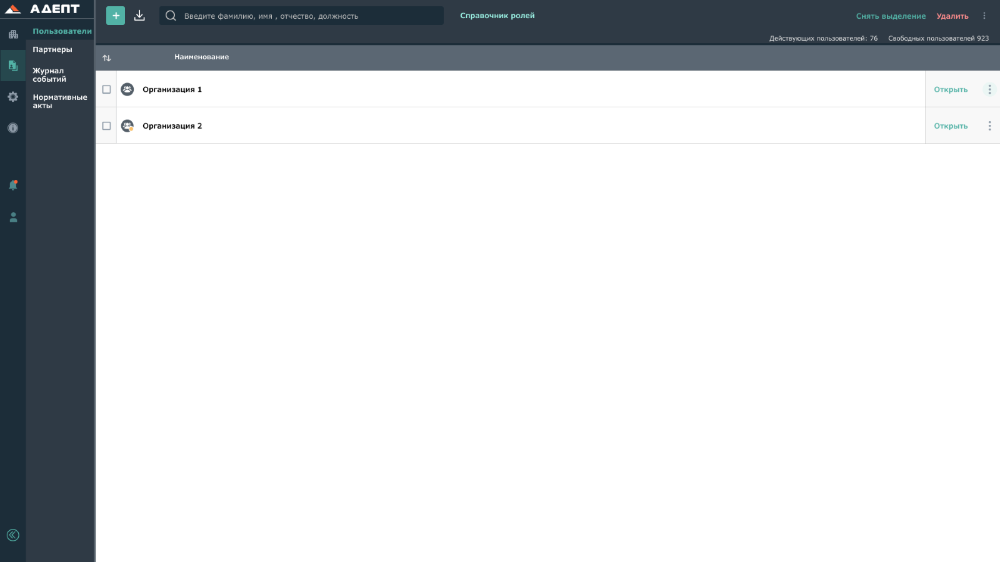 АДЕПТ
Пользователи
Партнеры
Журнал
событий
Нормативные
акты
Введите фамилию, имя , отчество, должность
Справочник ролей
Снять выделение
Удалить
Действующих пользователей: 76
Свободных пользователей 923
Наименование
Организация 1
Открыть
Организация 2
Открыть